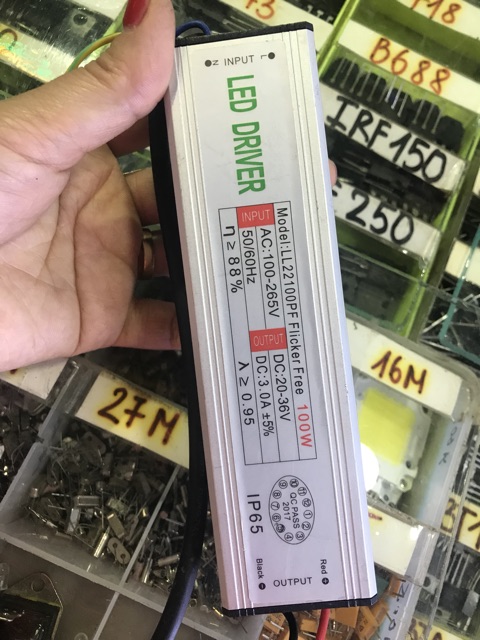 N INPUT L
LED DRIVER
Model:LL22100PF Flicker Free 100W
INPUT
AC:100-265V
50/60Hz
η ≥ 88%
OUTPUT
DC:20-36V
DC:3.0A ±5%
λ ≥ 0.95
QC PASS
2017
IP65
Black
Red
OUTPUT
B688
IRF150
250
16M
27M